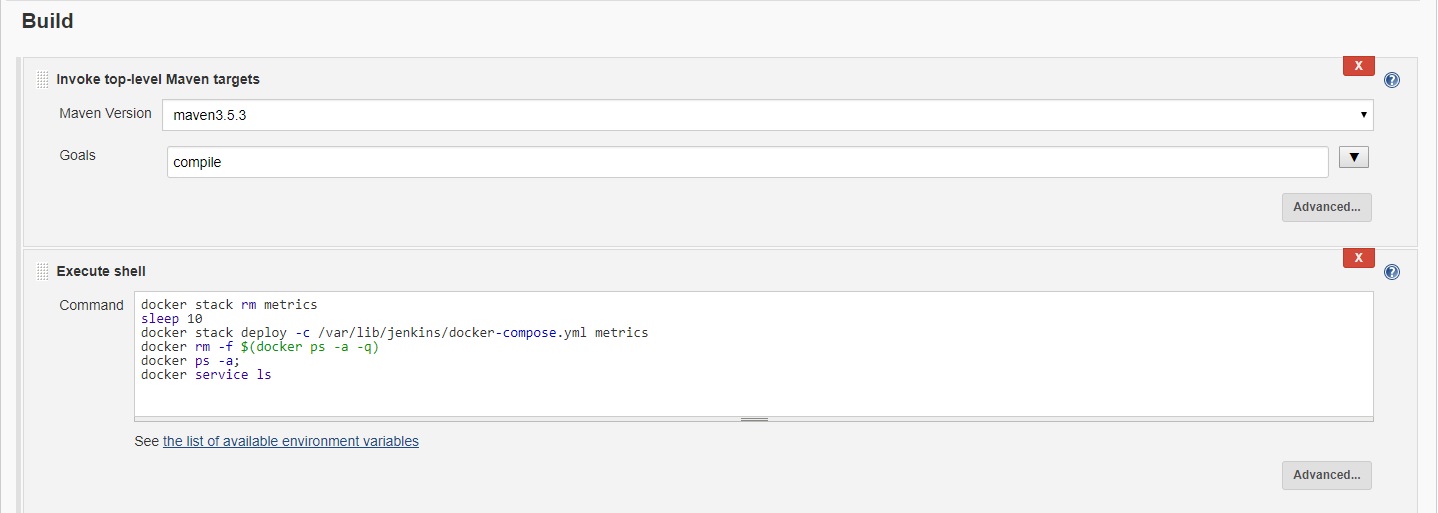 Build
Invoke top-level Maven targets
X
?
Maven Version
maven3.5.3
Goals
compile
Advanced...
Execute shell
X
?
Command
docker stack rm metrics
sleep 10
docker stack deploy -c /var/lib/jenkins/docker-compose.yml metrics
docker rm -f $(docker ps -a -q)
docker ps -a;
docker service ls
See the list of available environment variables
Advanced...